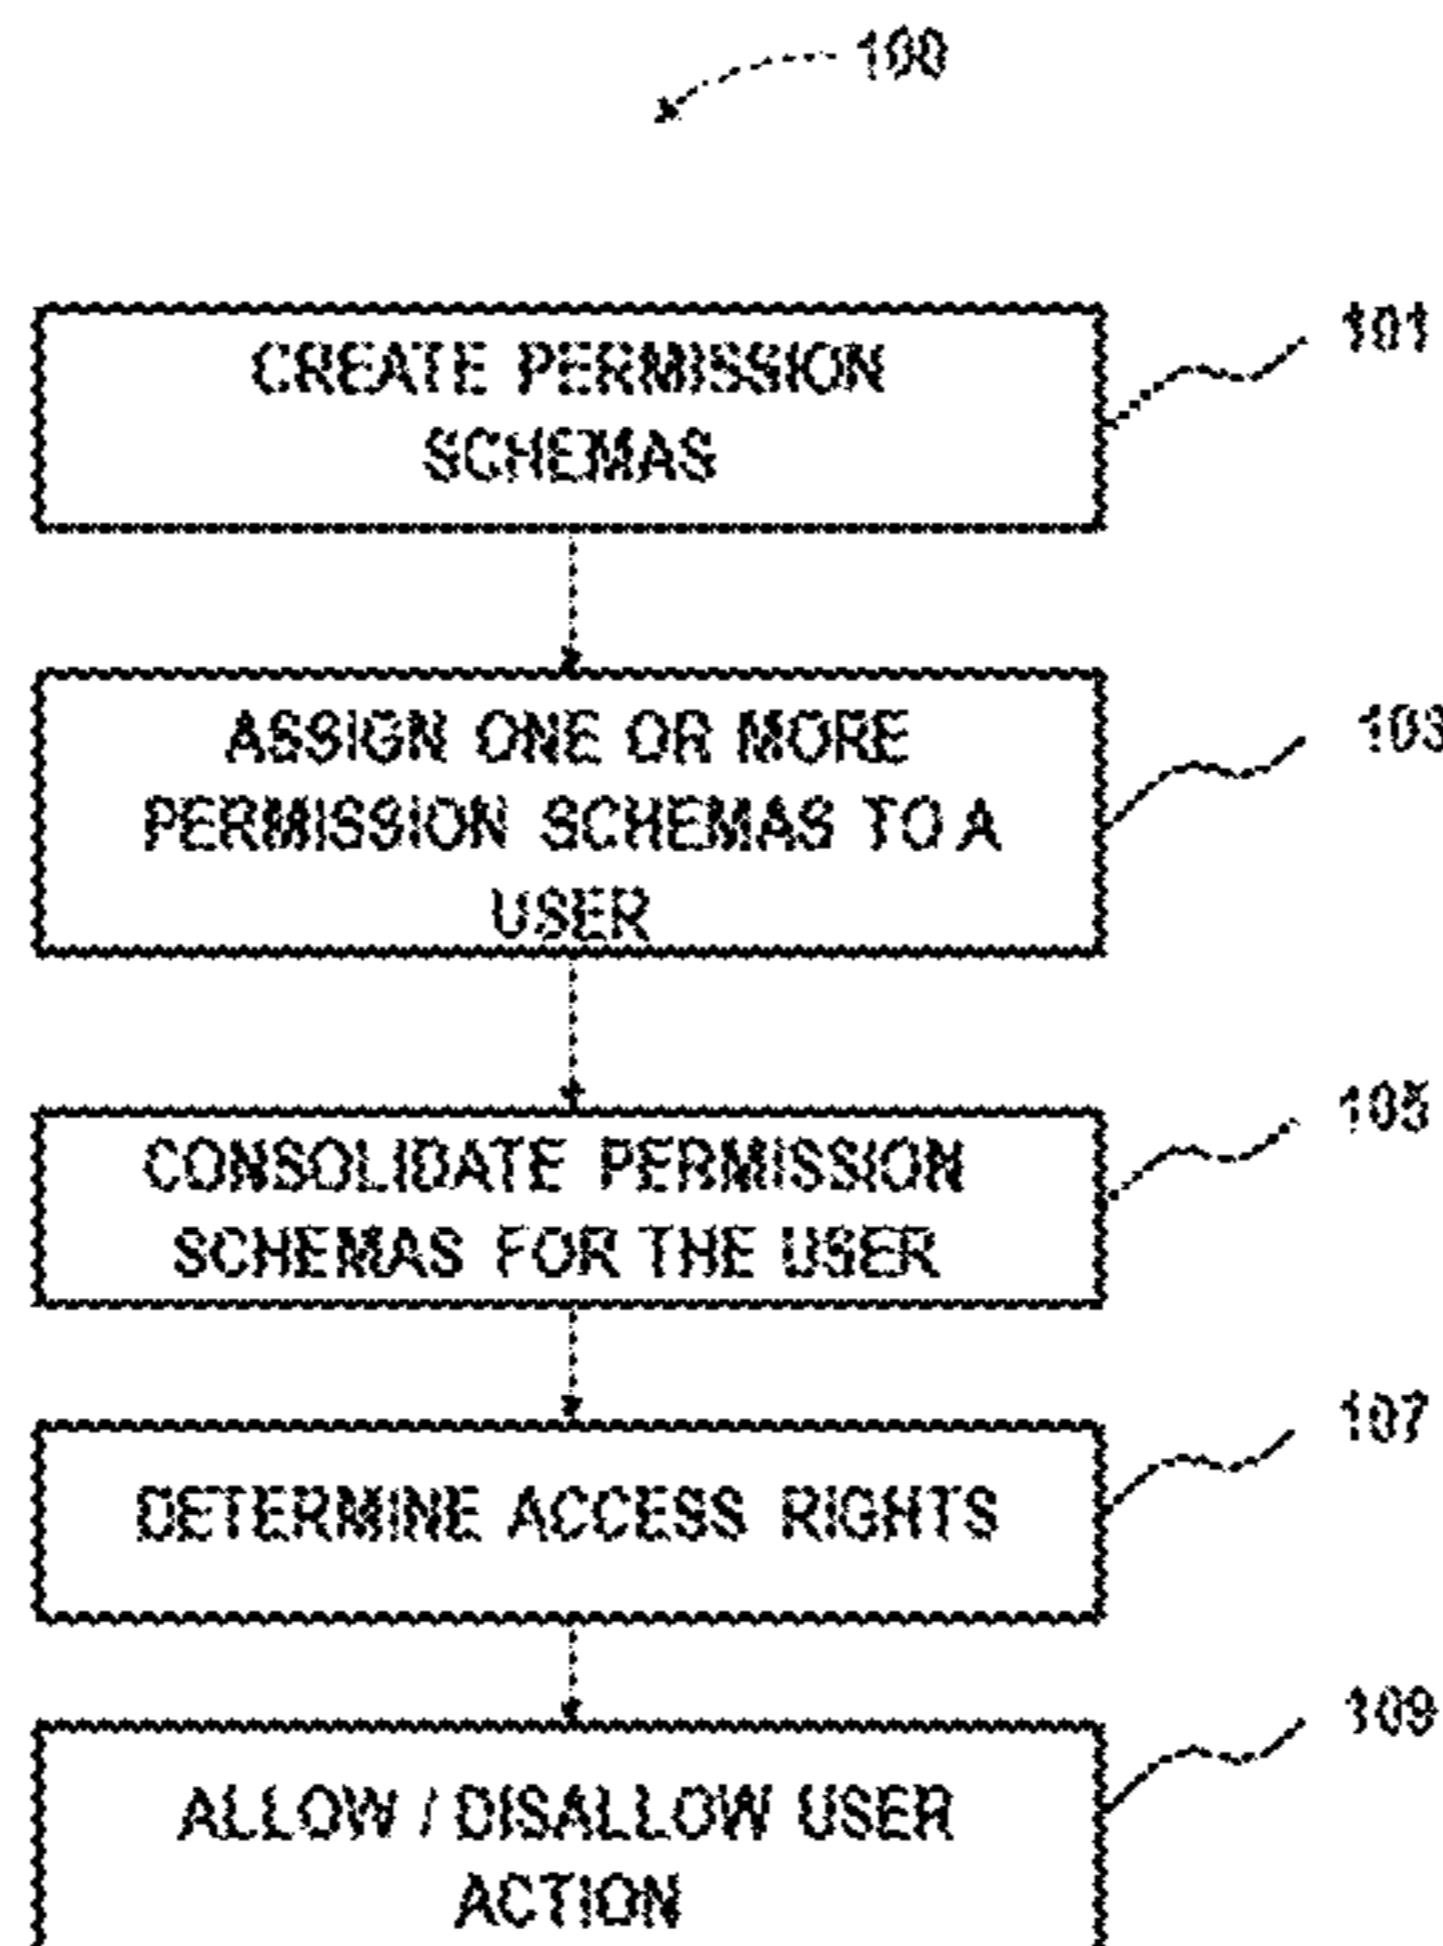 100
CREATE PERMISSION
SCHEMAS
101
ASSIGN ONE OR MORE
PERMISSION SCHEMAS TO A
USER
103
CONSOLIDATE PERMISSION
SCHEMAS FOR THE USER
105
DETERMINE ACCESS RIGHTS
107
ALLOW / DISALLOW USER
ACTION
109